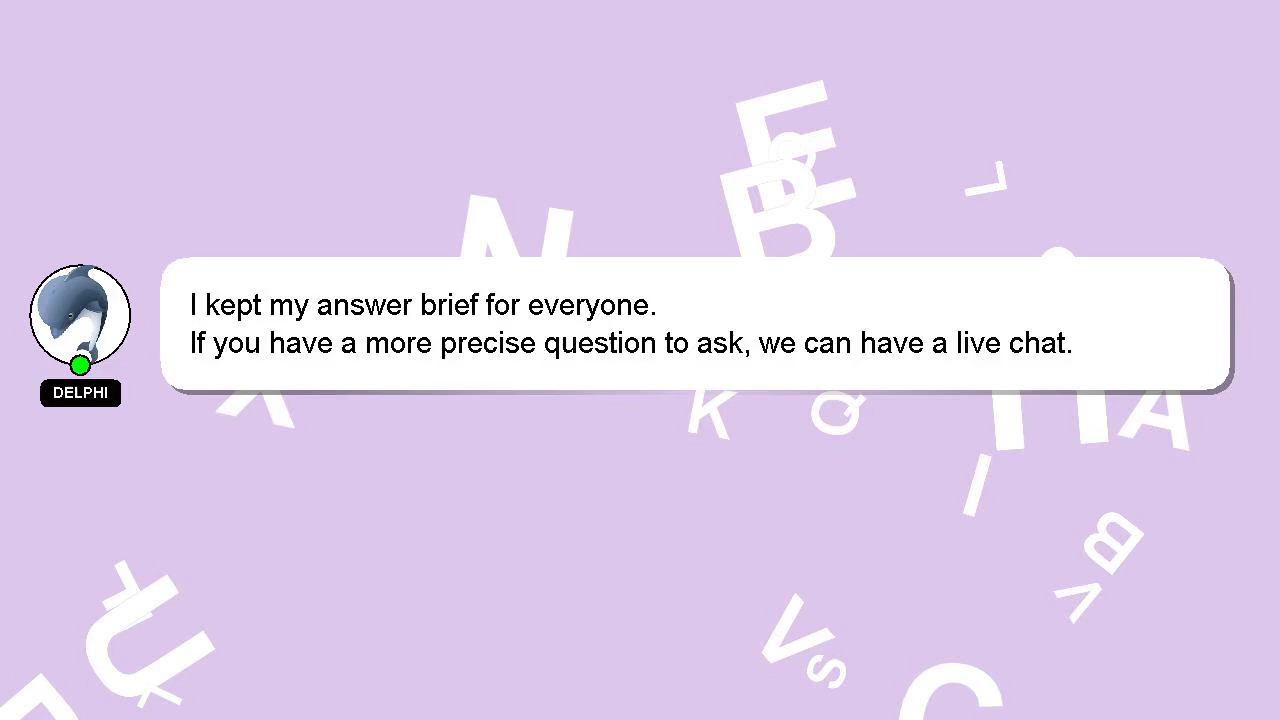 I kept my answer brief for everyone.
If you have a more precise question to ask, we can have a live chat.
DELPHI